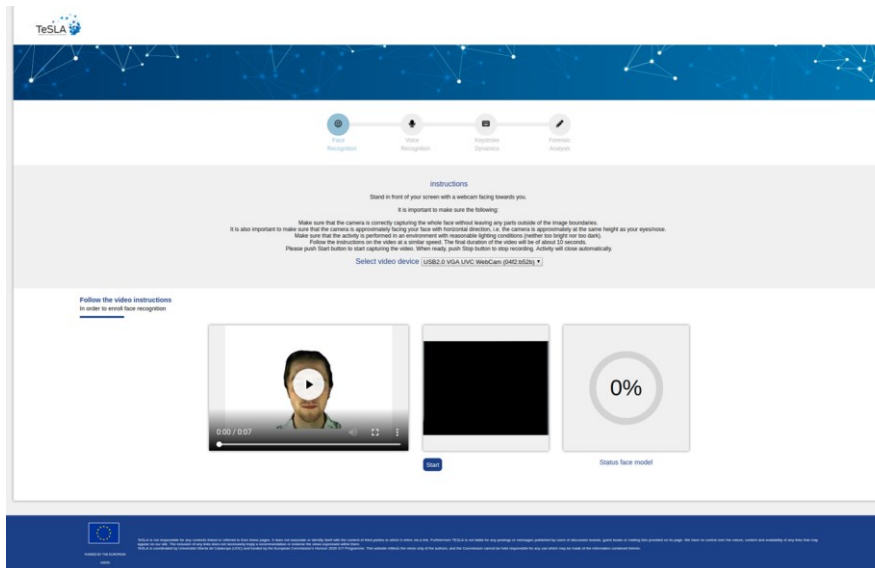 TeSLA
Face
Recognition
Voice
Recognition
Keystroke
Dynamics
Forensic
Analysis
instructions
Stand in front of your screen with a webcam facing towards you.
It is important to make sure the following:
Make sure that the camera is correctly capturing the whole face without leaving any parts outside of the image boundaries.
It is also important to make sure that the camera is approximately facing your face with horizontal direction, i.e. the camera is approximately at the same height as your eyes/nose.
Make sure that the activity is performed in an environment with reasonable lighting conditions (neither too bright nor too dark).
Follow the instructions on the video at a similar speed. The final duration of the video will be of about 10 seconds.
Please push Start button to start capturing the video. When ready, push Stop button to stop recording. Activity will close automatically.
Select video device USB2.0 VGA UVC WebCam (04f2:b52b)
Follow the video instructions
In order to enroll face recognition
0:00 / 0:07
0%
Start
Status face model
FUNDED BY THE EUROPEAN
UNION